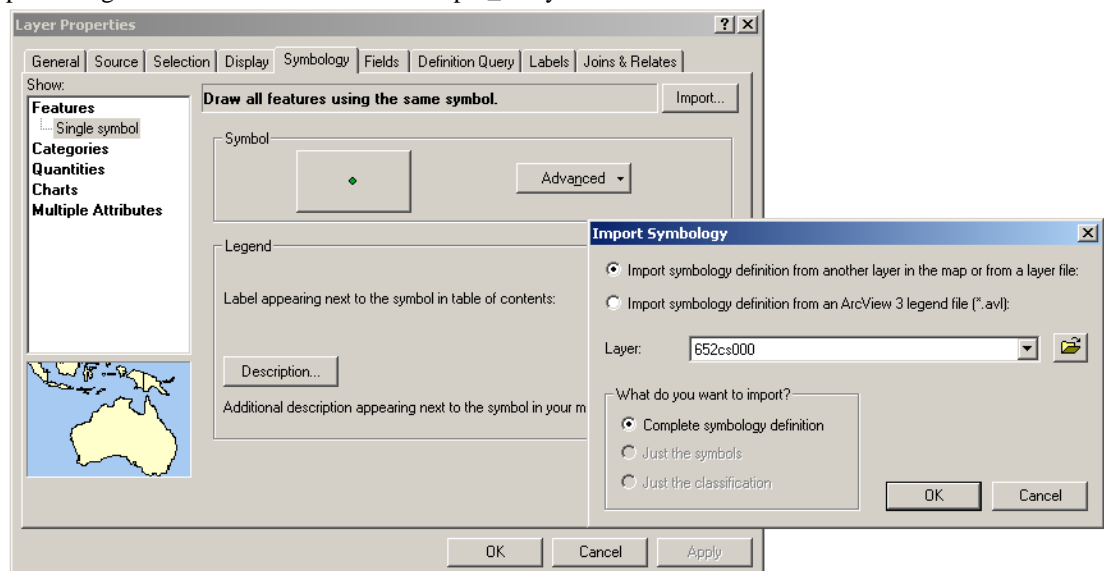 Layer Properties
General Source Selection Display Symbology Fields Definition Query Labels Joins & Relates
Show:
Features
Single symbol
Categories
Quantities
Charts
Multiple Attributes
Draw all features using the same symbol.
Import...
Symbol
Advanced
Legend
Label appearing next to the symbol in table of contents:
Description...
Additional description appearing next to the symbol in your m
OK Cancel Apply
Import Symbology
Import symbology definition from another layer in the map or from a layer file:
Import symbology definition from an ArcView 3 legend file (*.avl):
Layer: 652cs000
What do you want to import?
Complete symbology definition
Just the symbols
Just the classification
OK Cancel